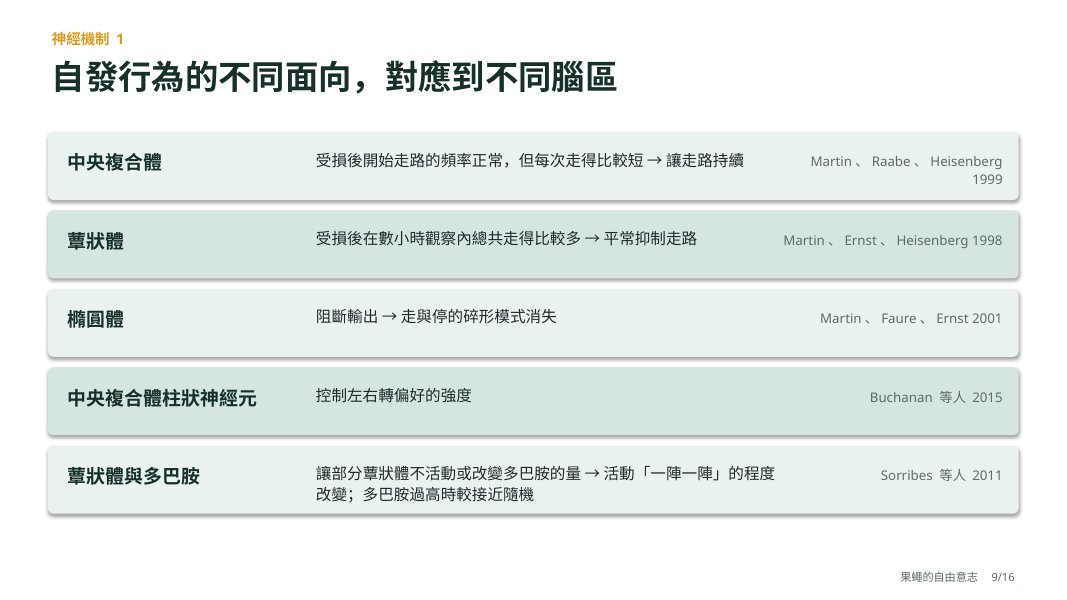 神經機制 1
自發行為的不同面向，對應到不同腦區
中央複合體
受損後開始走路的頻率正常，但每次走得比較短 → 讓走路持續
Martin 、 Raabe 、 Heisenberg
1999
蕈狀體
受損後在數小時觀察內總共走得比較多 → 平常抑制走路
Martin 、 Ernst 、 Heisenberg 1998
橢圓體
阻斷輸出 → 走與停的碎形模式消失
Martin 、 Faure 、 Ernst 2001
中央複合體柱狀神經元
控制左右轉偏好的強度
Buchanan 等人 2015
蕈狀體與多巴胺
讓部分蕈狀體不活動或改變多巴胺的量 → 活動「一陣一陣」的程度
改變；多巴胺過高時較接近隨機
Sorribes 等人 2011
果蠅的自由意志 9/16